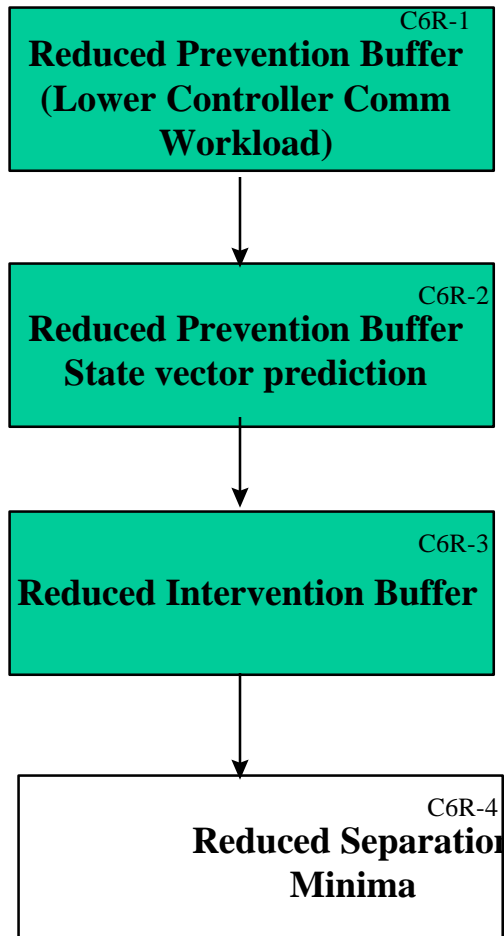 C6R-1
Reduced Prevention Buffer
(Lower Controller Comm
Workload)
C6R-2
Reduced Prevention Buffer
State vector prediction
C6R-3
Reduced Intervention Buffer
C6R-4
Reduced Separation
Minima